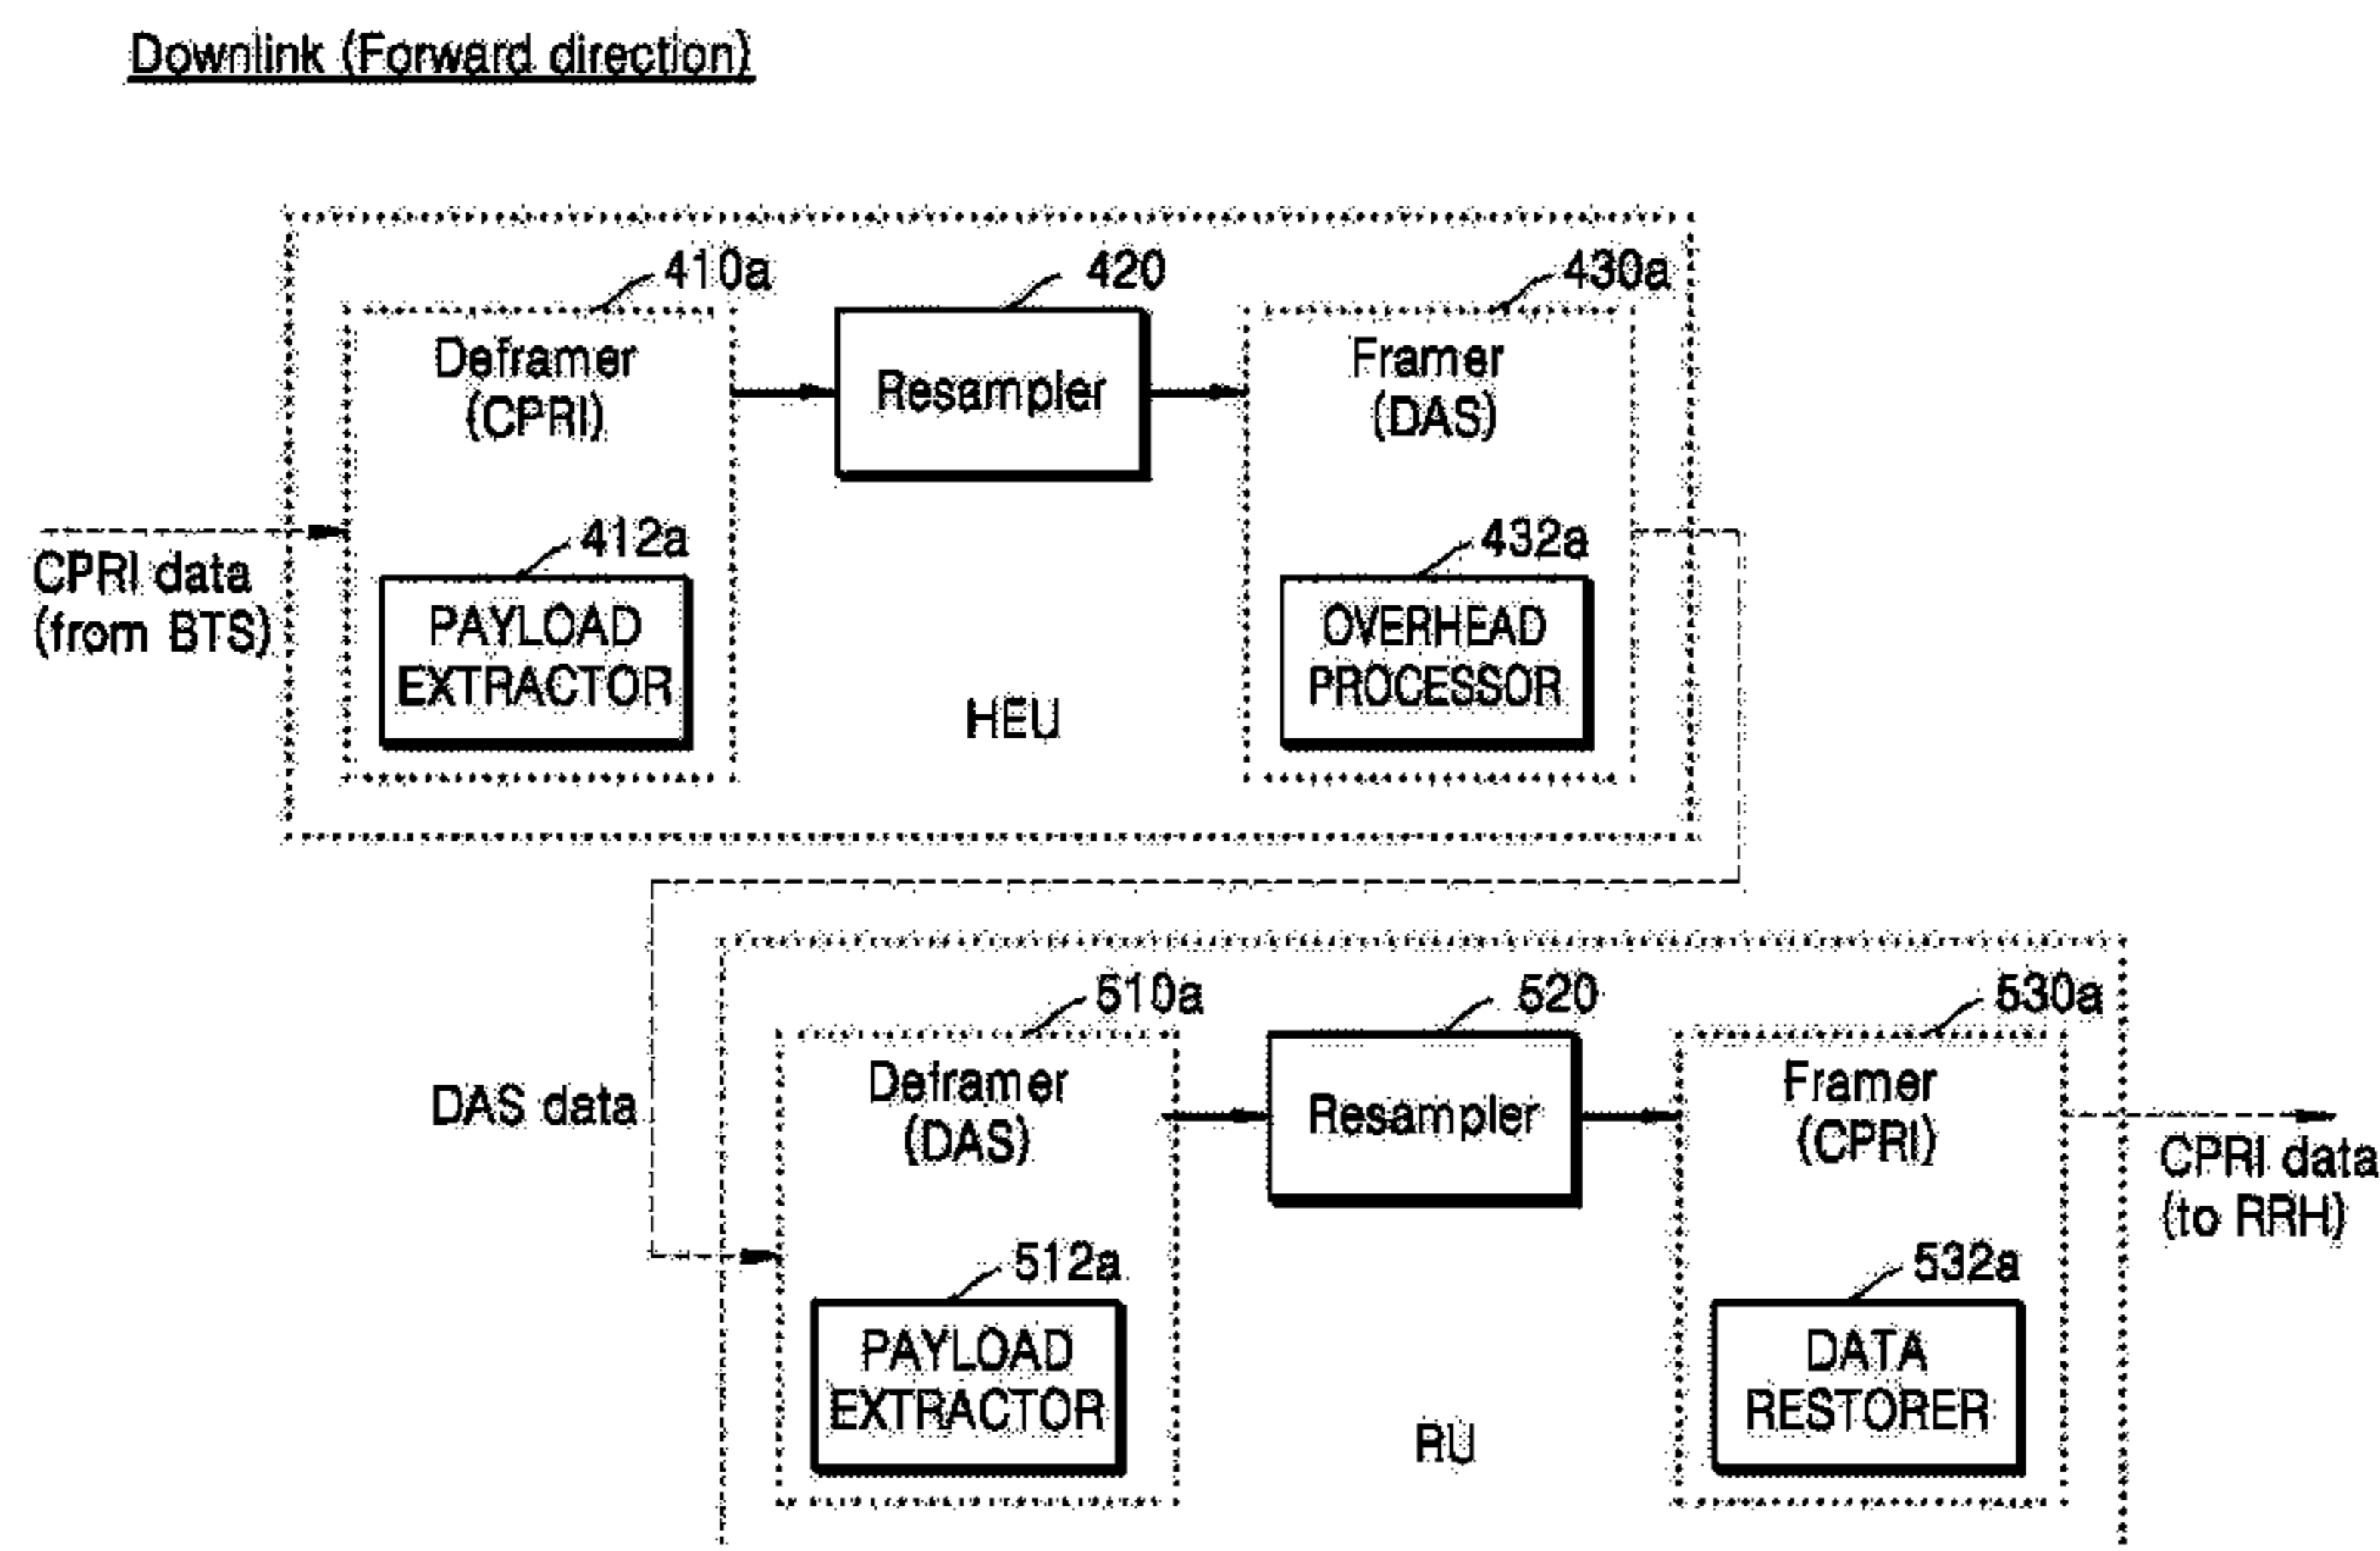 Downlink (Forward direction)
410a
420
430a
Deframer
(CPRI)
Resampler
Framer
(DAS)
CPRI data
(from BTS)
412a
PAYLOAD
EXTRACTOR
HEU
432a
OVERHEAD
PROCESSOR
DAS data
510a
520
530a
Deframer
(DAS)
Resampler
Framer
(CPRI)
CPRI data
(to RRH)
512a
PAYLOAD
EXTRACTOR
RU
532a
DATA
RESTORER